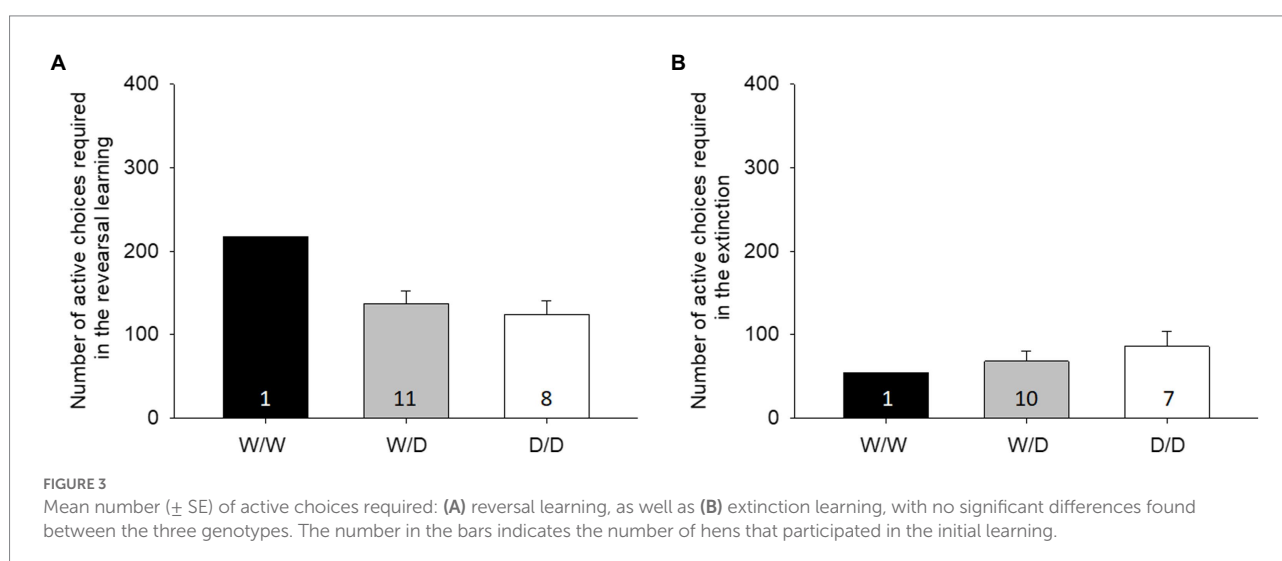 A
Number of active choices required
in the revearsal learning
400
300
200
100
0
1
11
8
W/W
W/D
D/D
B
Number of active choices required
in the extinction
400
300
200
100
0
1
10
7
W/W
W/D
D/D
FIGURE 3
Mean number (± SE) of active choices required: (A) reversal learning, as well as (B) extinction learning, with no significant differences found
between the three genotypes. The number in the bars indicates the number of hens that participated in the initial learning.